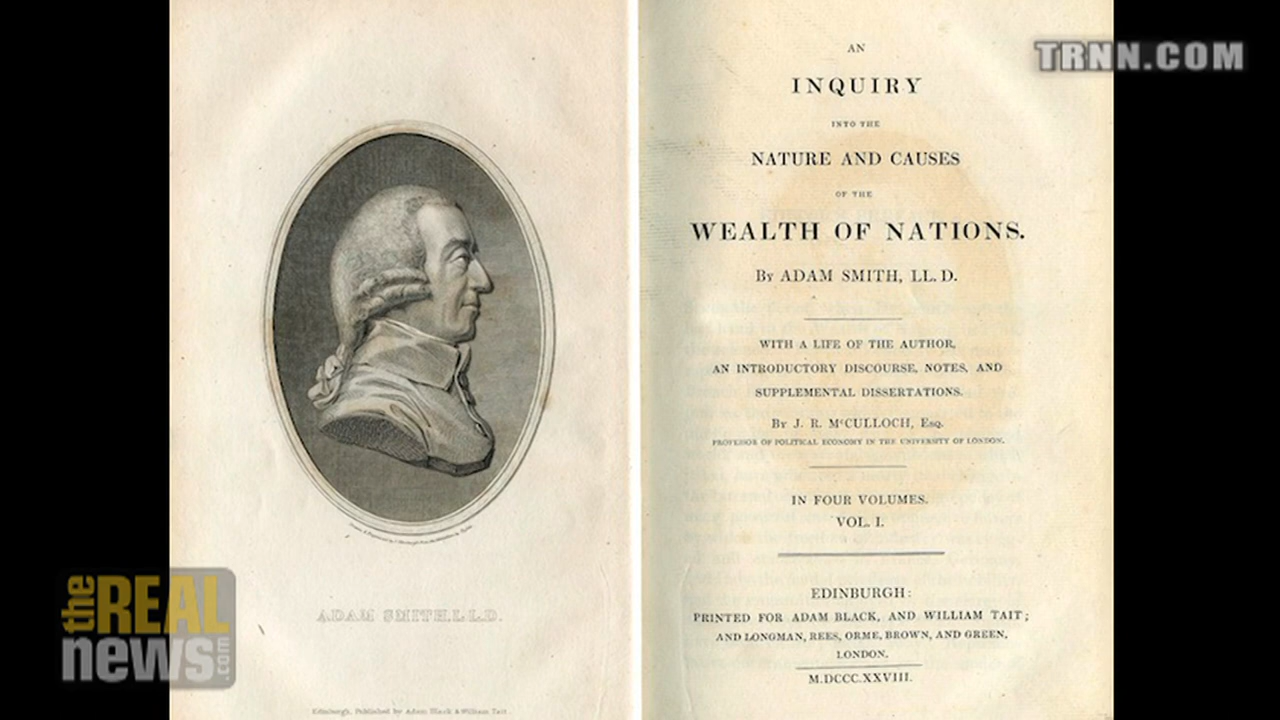 TRNN.COM
AN
INQUIRY
INTO THE
NATURE AND CAUSES
OF THE
WEALTH OF NATIONS.
By ADAM SMITH, LL. D.
WITH A LIFE OF THE AUTHOR,
AN INTRODUCTORY DISCOURSE, NOTES, AND
SUPPLEMENTAL DISSERTATIONS.
By J. R. McCULLOCH, Esq.
PROFESSOR OF POLITICAL ECONOMY IN THE UNIVERSITY OF LONDON.
IN FOUR VOLUMES.
VOL. I.
EDINBURGH:
PRINTED FOR ADAM BLACK, AND WILLIAM TAIT;
AND LONGMAN, REES, ORME, BROWN, AND GREEN,
LONDON.
M.DCCC.XXVIII.
ADAM SMITH, L.L.D.
Edinburgh, Published by Adam Black & William Tait.
the REAL
news.com